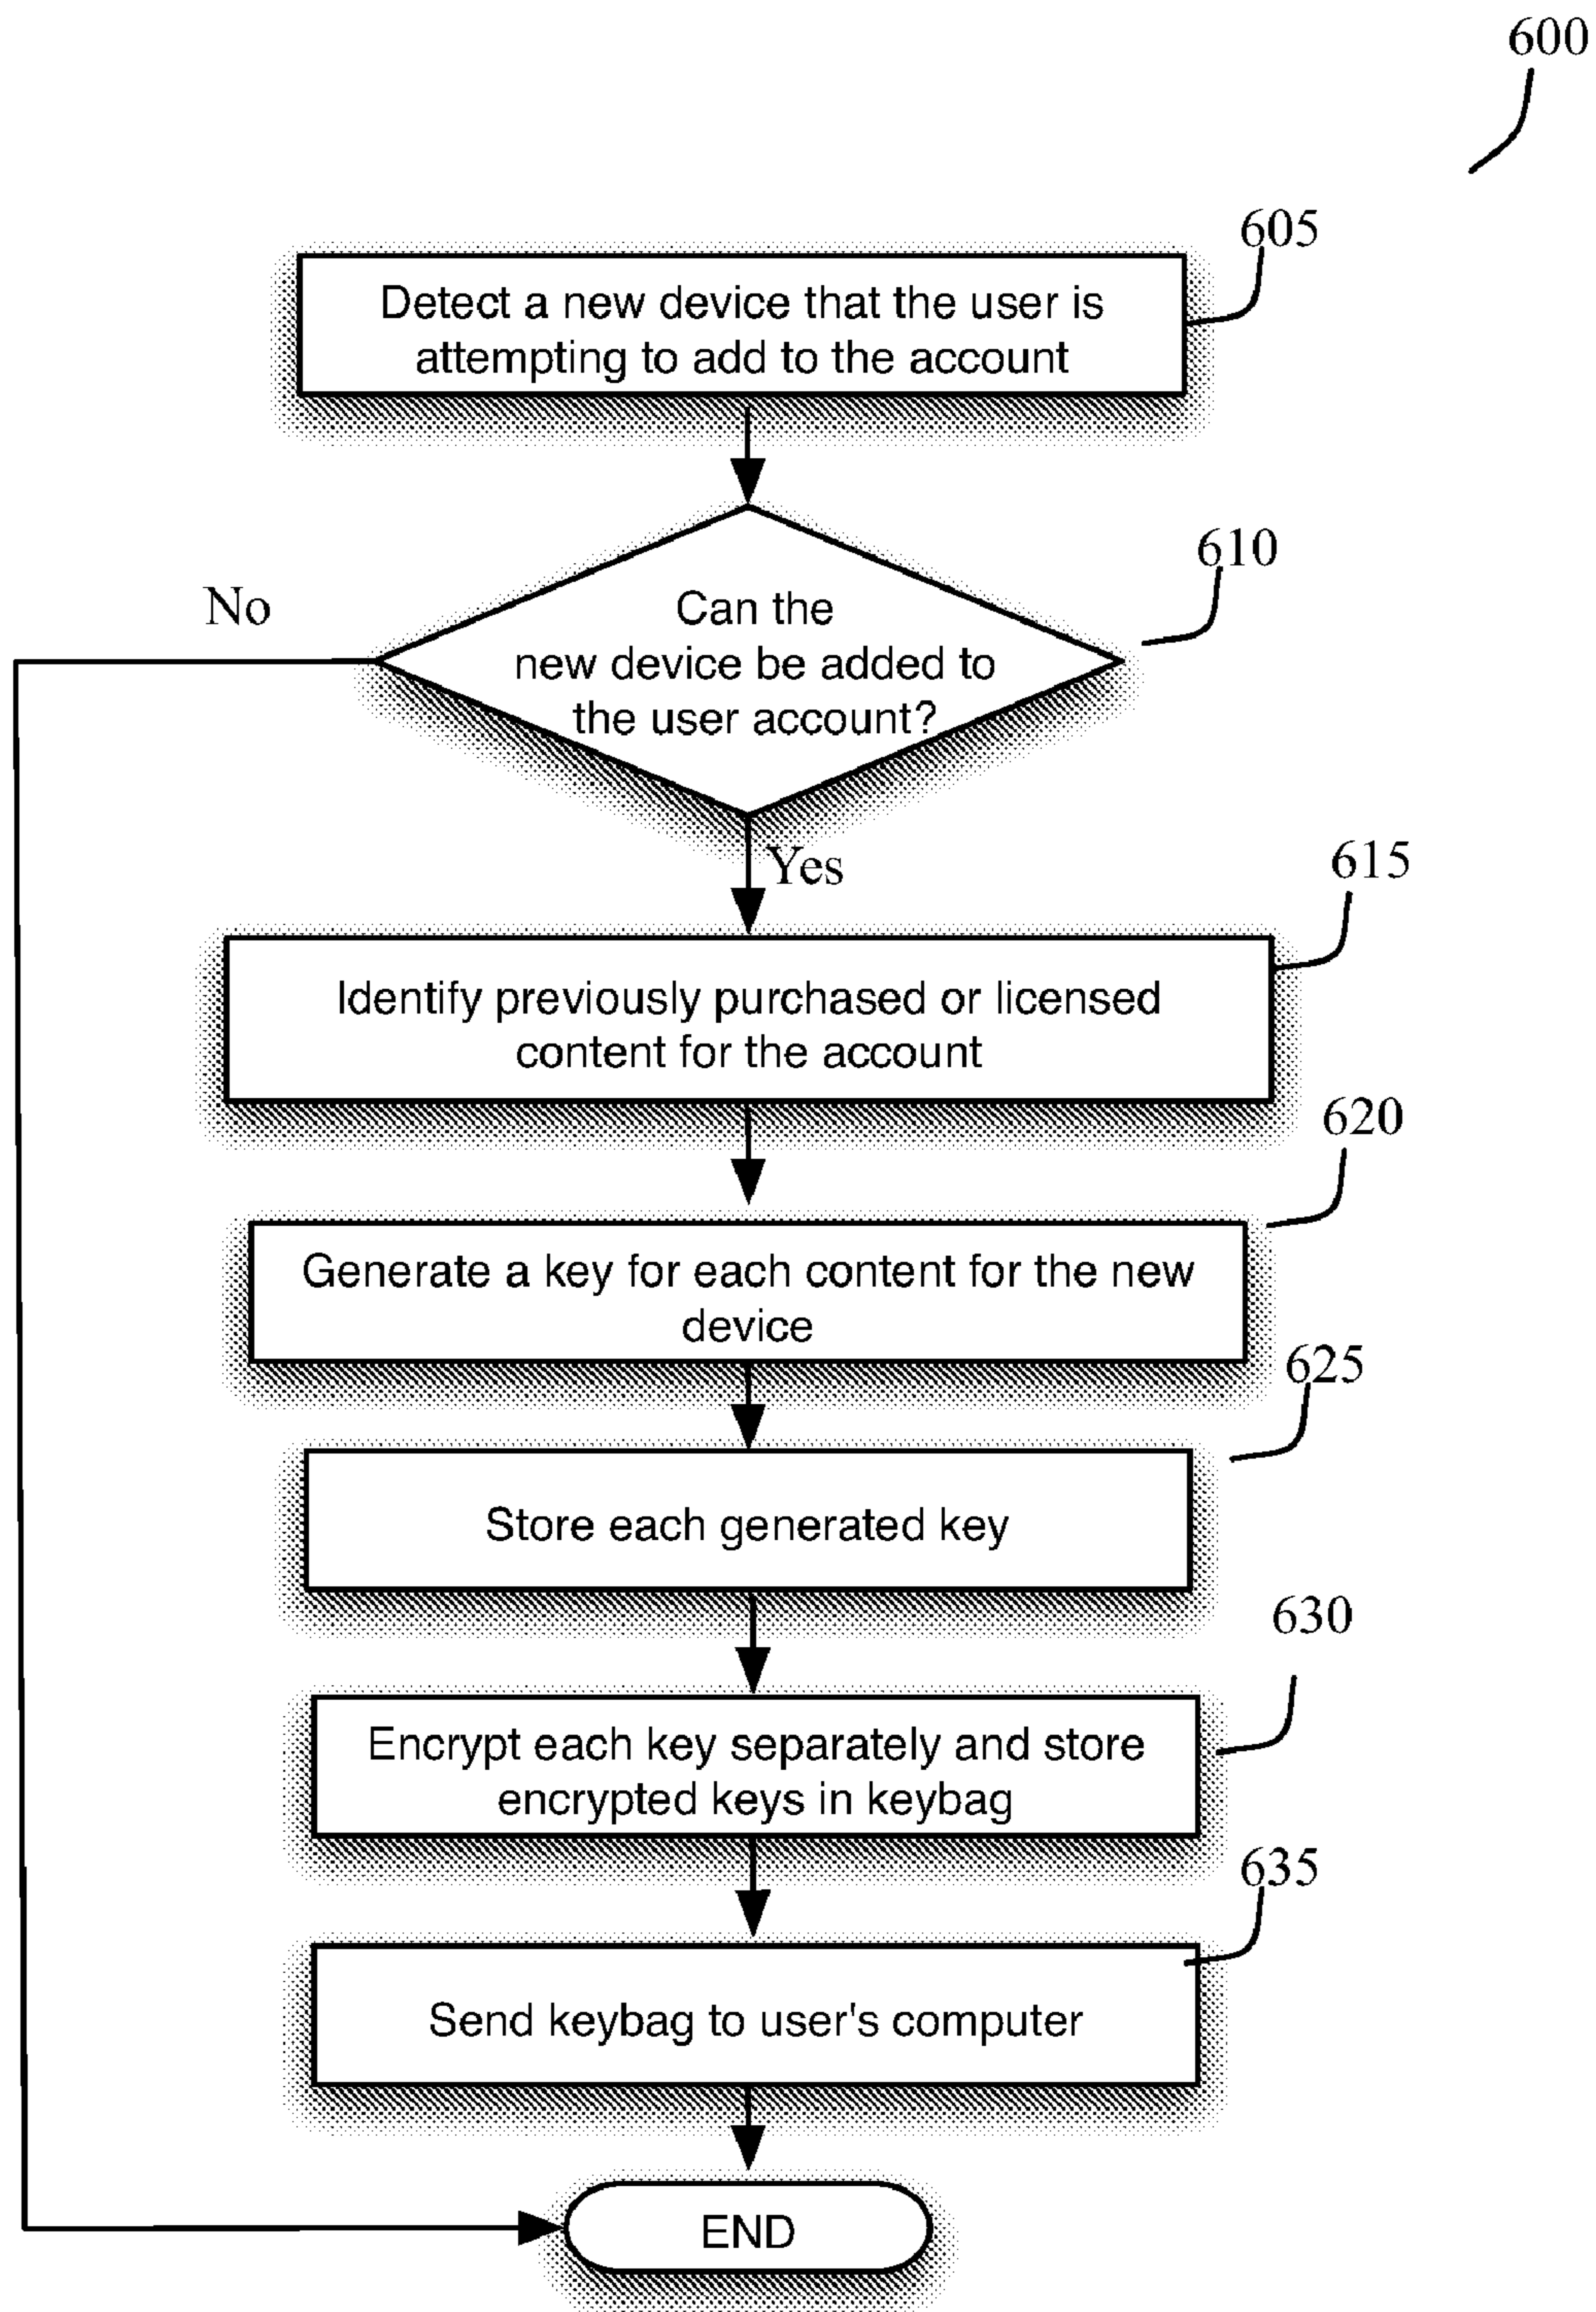 600
605
Detect a new device that the user is
attempting to add to the account
610
No
Can the
new device be added to
the user account?
Yes
615
Identify previously purchased or licensed
content for the account
620
Generate a key for each content for the new
device
625
Store each generated key
630
Encrypt each key separately and store
encrypted keys in keybag
635
Send keybag to user's computer
END